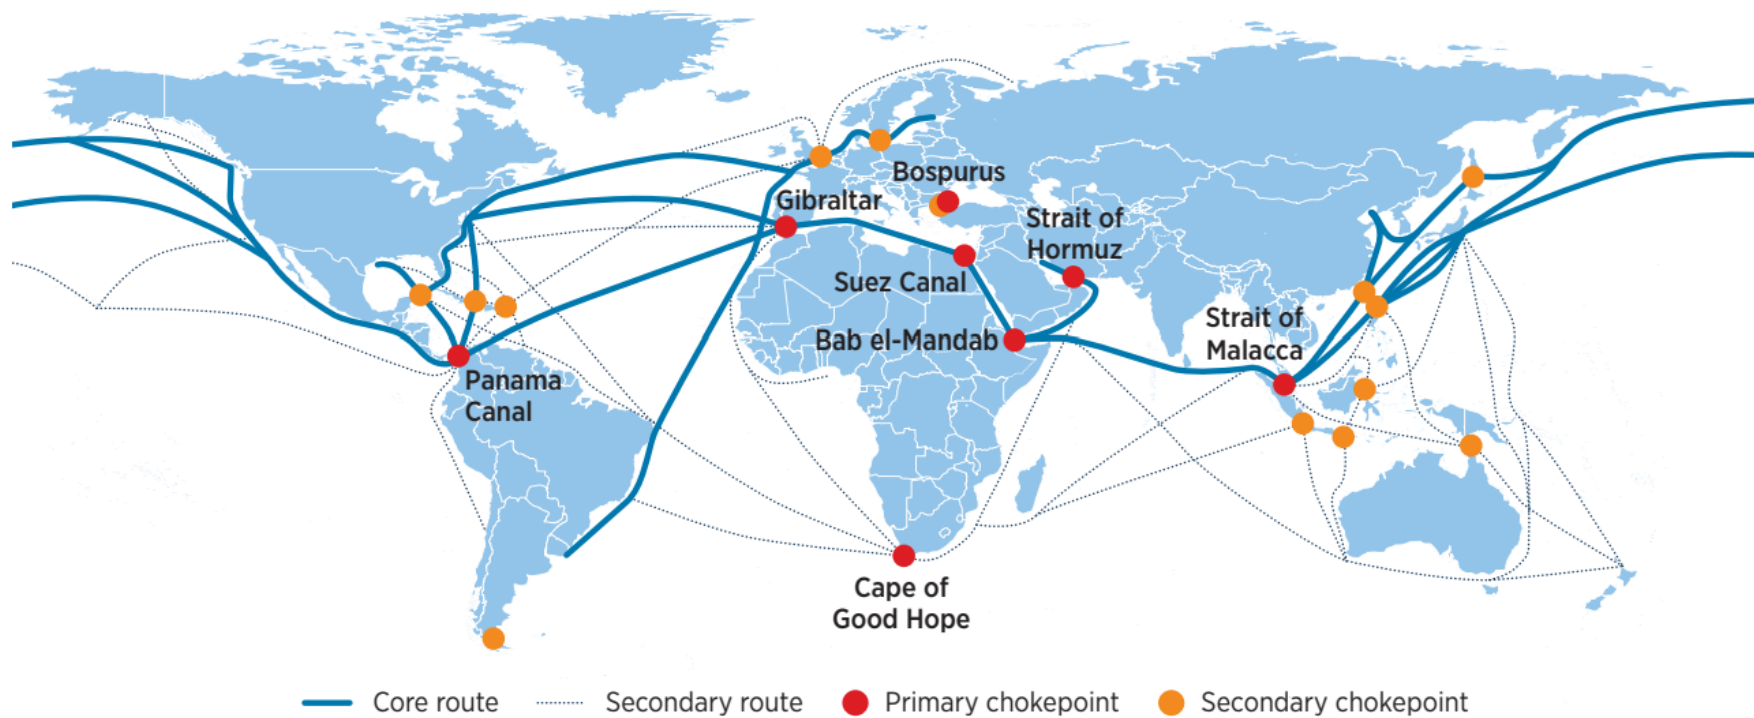 Bospurus
Gibraltar
Strait of
Hormuz
Suez Canal
Strait of
Malacca
Bab el-Mandab
Panama
Canal
Cape of
Good Hope
Core route
Secondary route
Primary chokepoint
Secondary chokepoint